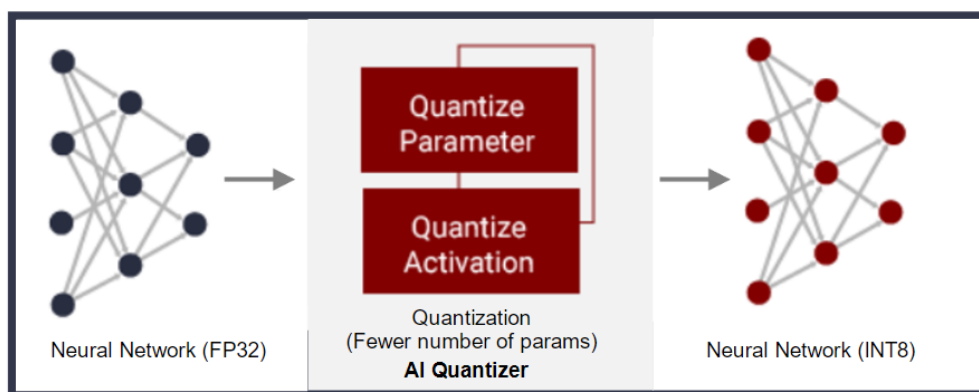 Quantize
Parameter
Quantize
Activation
Quantization
(Fewer number of params)
AI Quantizer
Neural Network (FP32)
Neural Network (INT8)